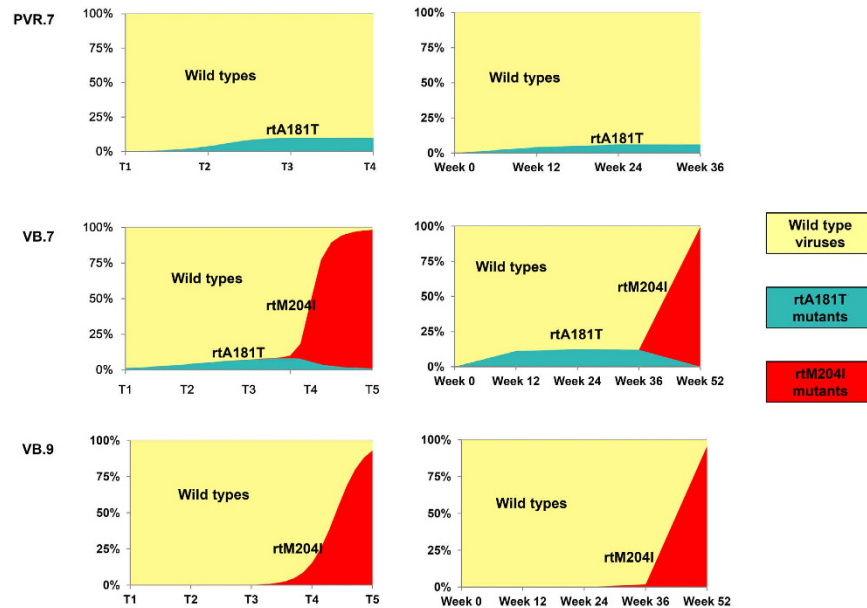 PVR.7
100%
75%
50%
25%
0%
Wild types
rtA181T
T1
T2
T3
T4
100%
75%
50%
25%
0%
Wild types
rtA181T
Week 0
Week 12
Week 24
Week 36
VB.7
100%
75%
50%
25%
0%
Wild types
rtM204I
rtA181T
T1
T2
T3
T4
T5
100%
75%
50%
25%
0%
Wild types
rtM204I
rtA181T
Week 0
Week 12
Week 24
Week 36
Week 52
VB.9
100%
75%
50%
25%
0%
Wild types
rtM204I
T1
T2
T3
T4
T5
100%
75%
50%
25%
0%
Wild types
rtM204I
Week 0
Week 12
Week 24
Week 36
Week 52
Wild type
viruses
rtA181T
mutants
rtM204I
mutants